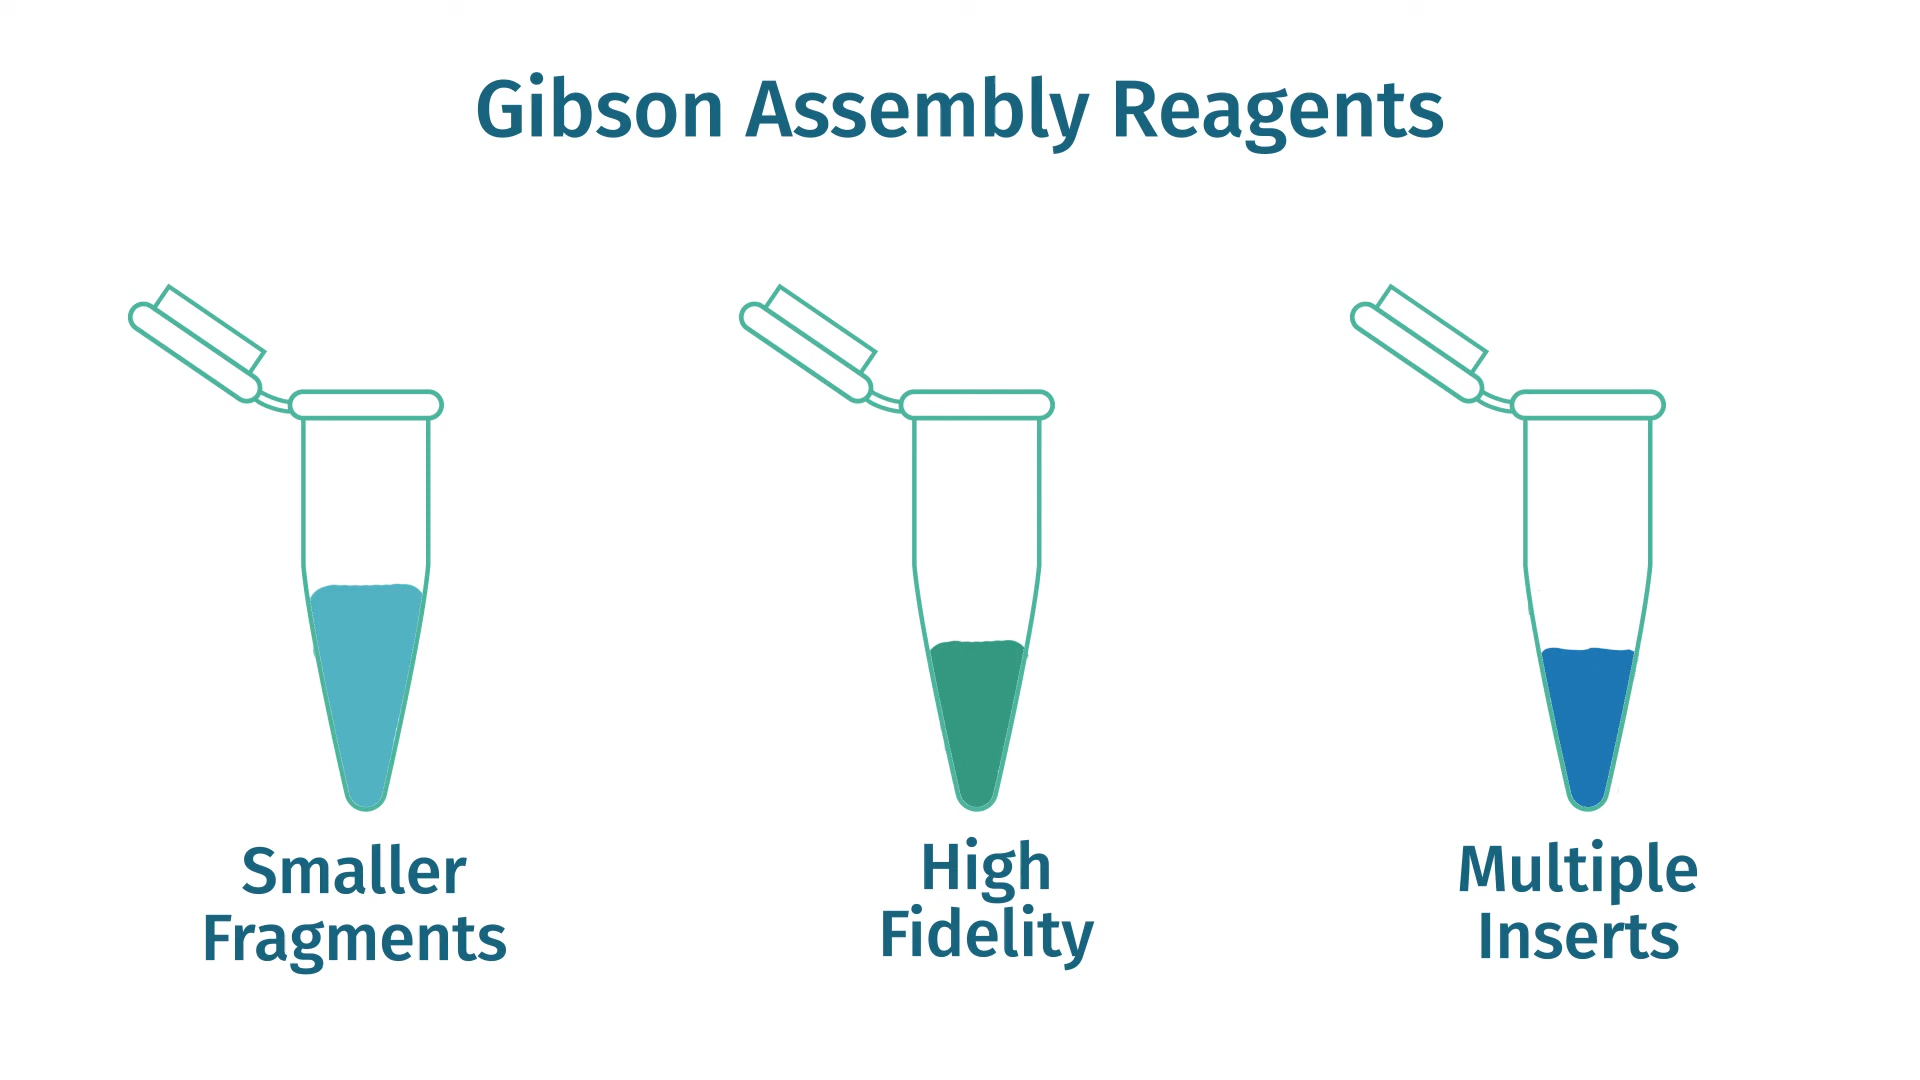 Gibson Assembly Reagents
Smaller
Fragments
High
Fidelity
Multiple
Inserts